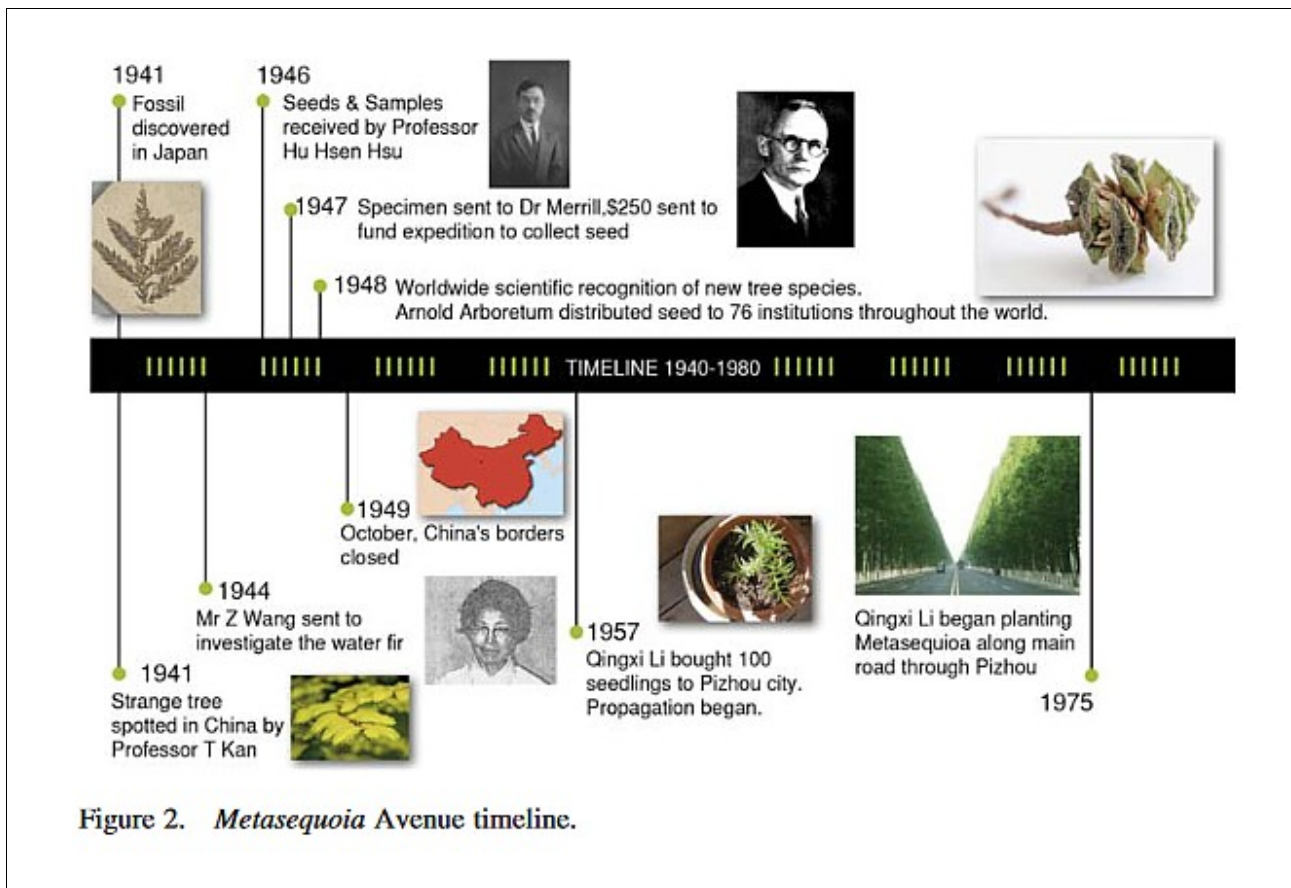 1941
Fossil
discovered
in Japan
1946
Seeds & Samples
received by Professor
Hu Hsen Hsu
1947 Specimen sent to Dr Merrill,$250 sent to
fund expedition to collect seed
1948 Worldwide scientific recognition of new tree species.
Arnold Arboretum distributed seed to 76 institutions throughout the world.
TIMELINE 1940-1980
1949
October, China's borders
closed
1944
Mr Z Wang sent to
investigate the water fir
1941
Strange tree
spotted in China by
Professor T Kan
1957
Qingxi Li bought 100
seedlings to Pizhou city.
Propagation began.
Qingxi Li began planting
Metasequioa along main
road through Pizhou
1975
Figure 2. Metasequoia Avenue timeline.